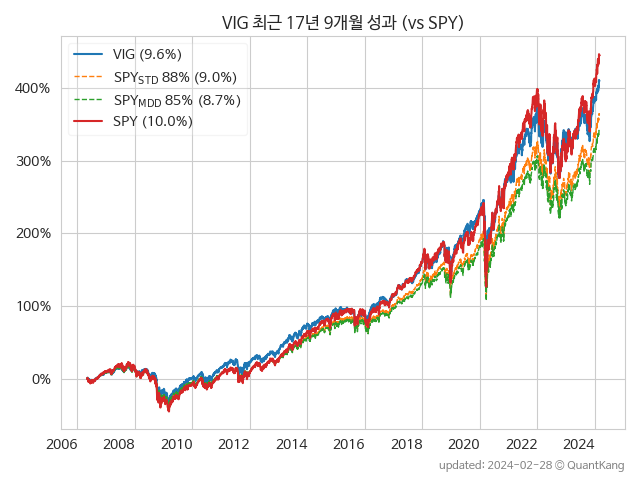 VIG 최근 17년 9개월 성과 (vs SPY)
VIG (9.6%)
SPY_STD 88% (9.0%)
SPY_MDD 85% (8.7%)
SPY (10.0%)
400%
300%
200%
100%
0%
2006 2008 2010 2012 2014 2016 2018 2020 2022 2024
updated: 2024-02-28 © QuantKang